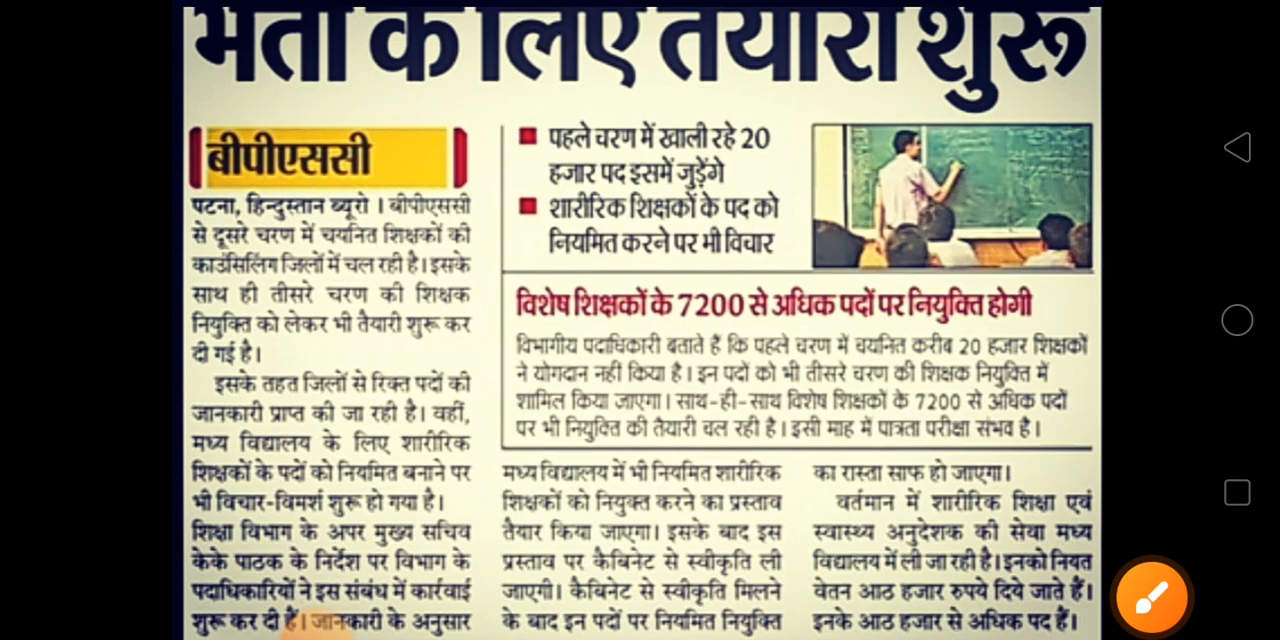 भर्ती के लिए तैयारी शुरू
बीपीएससी
पटना, हिन्दुस्तान ब्यूरो। बीपीएससी
से दूसरे चरण में चयनित शिक्षकों की
काउंसिलिंग जिलों में चल रही है। इसके
साथ ही तीसरे चरण की शिक्षक
नियुक्ति को लेकर भी तैयारी शुरू कर
दी गई है।
इसके तहत जिलों से रिक्त पदों की
जानकारी प्राप्त की जा रही है। वहीं,
मध्य विद्यालय के लिए शारीरिक
शिक्षकों के पदों को नियमित बनाने पर
भी विचार-विमर्श शुरू हो गया है।
शिक्षा विभाग के अपर मुख्य सचिव
केके पाठक के निर्देश पर विभाग के
पदाधिकारियों ने इस संबंध में कार्रवाई
शुरू कर दी है। जानकारी के अनुसार
पहले चरण में खाली रहे 20
हजार पद इसमें जुड़ेंगे
शारीरिक शिक्षकों के पद को
नियमित करने पर भी विचार
विशेष शिक्षकों के 7200 से अधिक पदों पर नियुक्ति होगी
विभागीय पदाधिकारी बताते हैं कि पहले चरण में चयनित करीब 20 हजार शिक्षकों
ने योगदान नहीं किया है। इन पदों को भी तीसरे चरण की शिक्षक नियुक्ति में
शामिल किया जाएगा। साथ-ही-साथ विशेष शिक्षकों के 7200 से अधिक पदों
पर भी नियुक्ति की तैयारी चल रही है। इसी माह में पात्रता परीक्षा संभव है।
मध्य विद्यालय में भी नियमित शारीरिक
शिक्षकों को नियुक्त करने का प्रस्ताव
तैयार किया जाएगा। इसके बाद इस
प्रस्ताव पर कैबिनेट से स्वीकृति ली
जाएगी। कैबिनेट से स्वीकृति मिलने
के बाद इन पदों पर नियमित नियुक्ति
का रास्ता साफ हो जाएगा।
वर्तमान में शारीरिक शिक्षा एवं
स्वास्थ्य अनुदेशक की सेवा मध्य
विद्यालय में ली जा रही है। इनको नियत
वेतन आठ हजार रुपये दिये जाते हैं।
इनके आठ हजार से अधिक पद हैं।